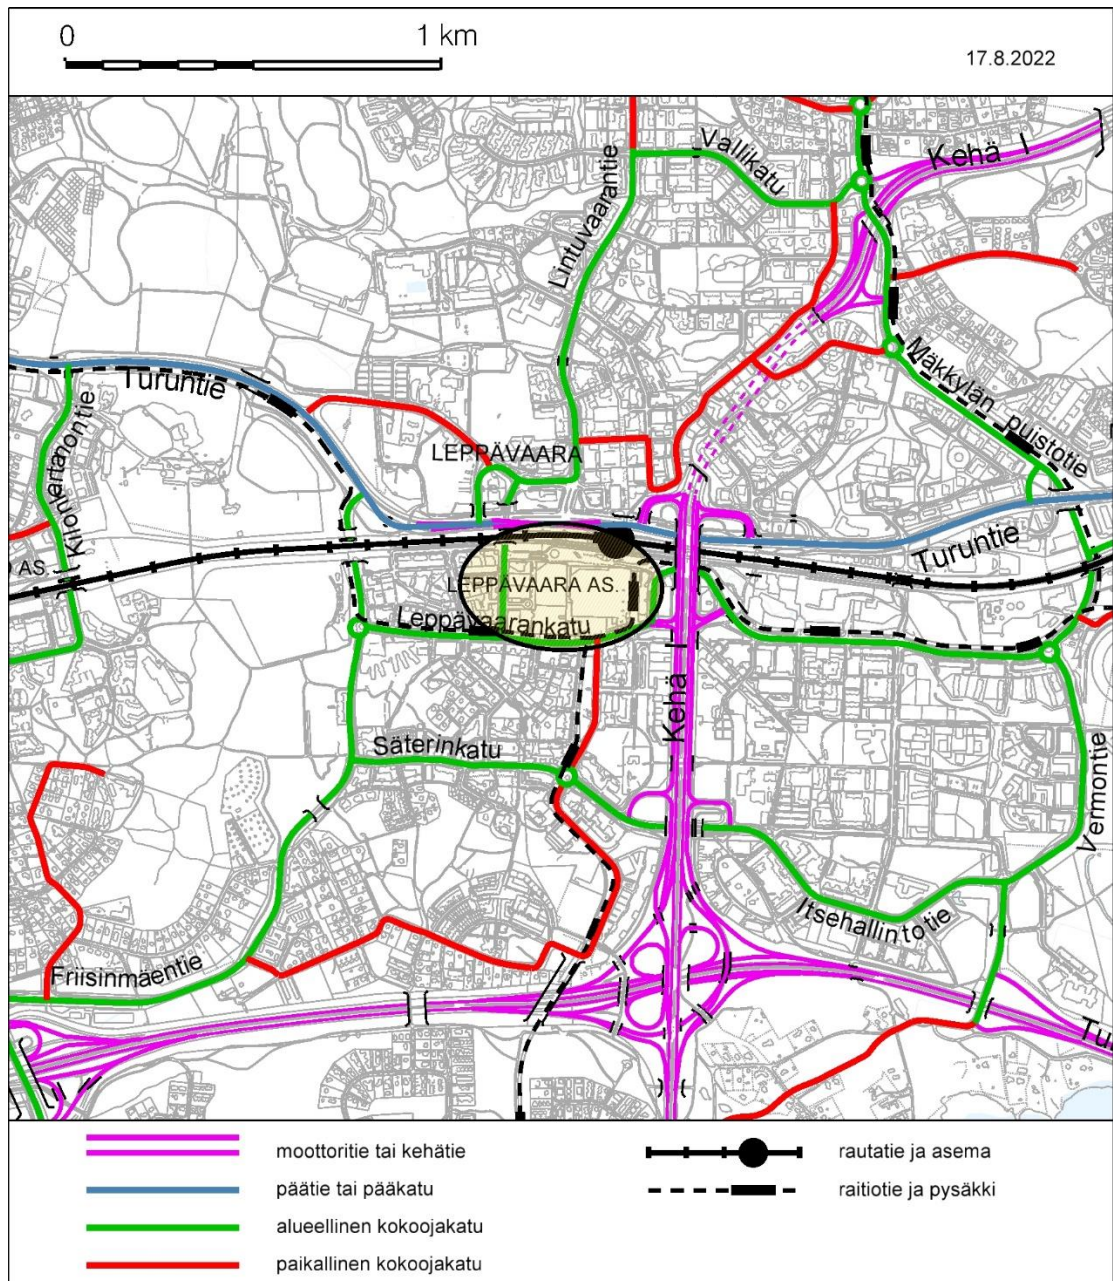 0 1 km
17.8.2022
Kehä I
Vallikatu
Lintuvaarantie
Turuntie
Mäkkylän puistotie
LEPPÄVAARA
Turuntie
AS.
LEPPÄVAARA AS.
Leppävaarankatu
Kehä I
Säterinkatu
Vermontie
Itsehallintotie
Friisinmäentie
moottoritie tai kehätie
rautatie ja asema
päätie tai pääkatu
raitiotie ja pysäkki
alueellinen kokoojakatu
paikallinen kokoojakatu